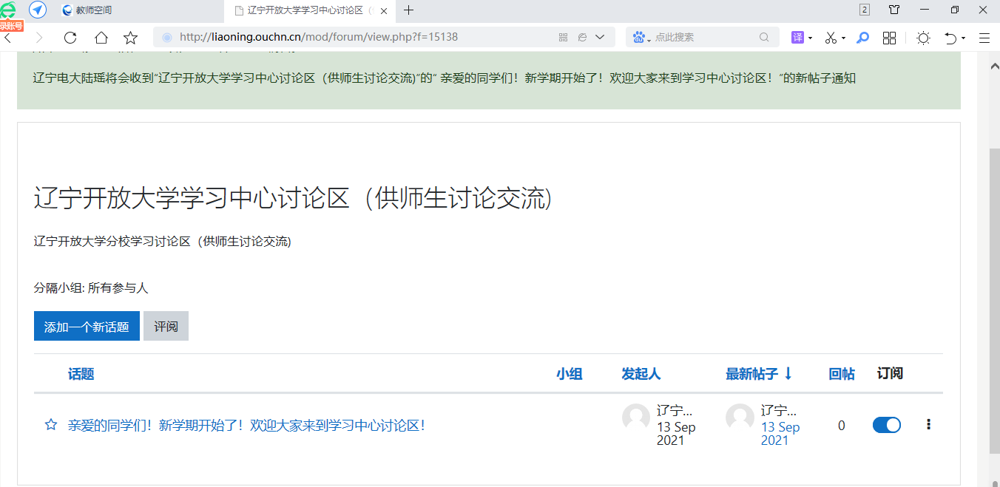 教师空间
辽宁开放大学学习中心讨论区
2
录账号
http://liaoning.ouchn.cn/mod/forum/view.php?f=15138
点此搜索
译
辽宁电大陆瑶将会收到“辽宁开放大学学习中心讨论区（供师生讨论交流)”的“ 亲爱的同学们！新学期开始了！欢迎大家来到学习中心讨论区！”的新帖子通知
辽宁开放大学学习中心讨论区（供师生讨论交流)
辽宁开放大学分校学习讨论区（供师生讨论交流)
分隔小组: 所有参与人
添加一个新话题 评阅
话题 小组 发起人 最新帖子 ↓ 回帖 订阅
亲爱的同学们！新学期开始了！欢迎大家来到学习中心讨论区！
辽宁...
13 Sep
2021
辽宁...
13 Sep
2021
0